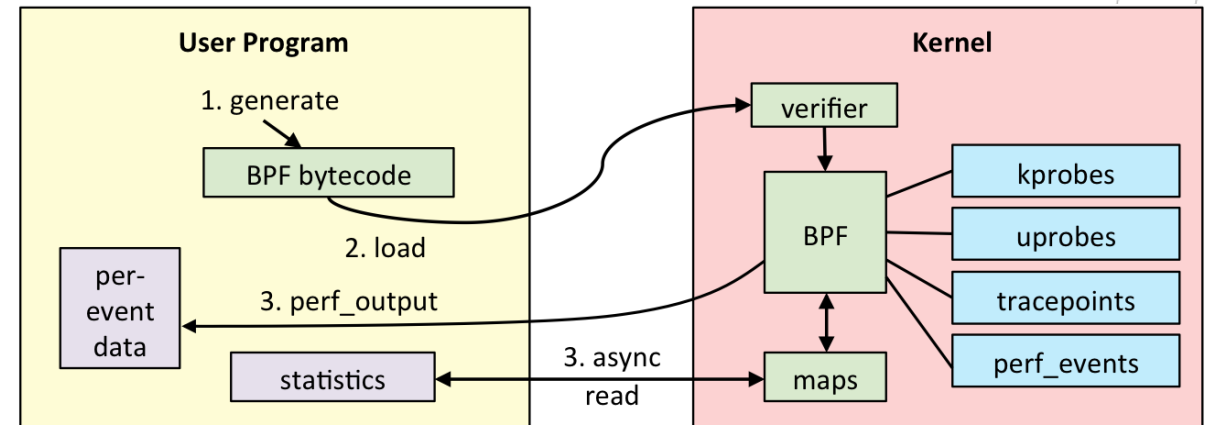 User Program
1. generate
BPF bytecode
2. load
per-
event
data
3. perf_output
statistics
3. async
read
Kernel
verifier
BPF
maps
kprobes
uprobes
tracepoints
perf_events